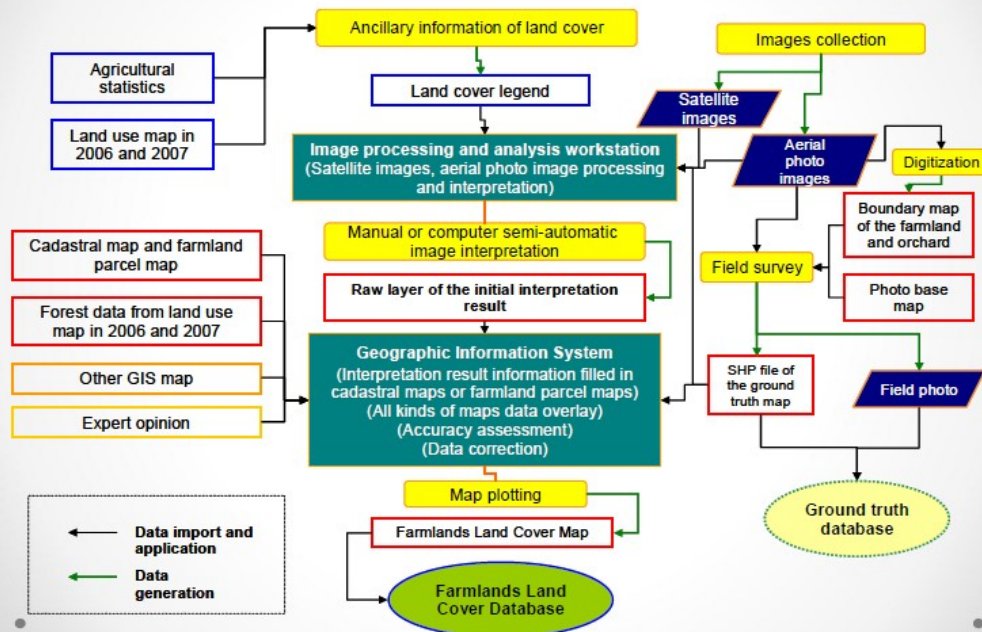 Ancillary information of land cover
Images collection
Agricultural
statistics
Land cover legend
Satellite
images
Land use map in
2006 and 2007
Image processing and analysis workstation
(Satellite images, aerial photo image processing
and interpretation)
Aerial
photo
images
Digitization
Manual or computer semi-automatic
image interpretation
Boundary map
of the farmland
and orchard
Cadastral map and farmland
parcel map
Field survey
Raw layer of the initial interpretation
result
Photo base
map
Forest data from land use
map in 2006 and 2007
Geographic Information System
(Interpretation result information filled in
cadastral maps or farmland parcel maps)
(All kinds of maps data overlay)
(Accuracy assessment)
(Data correction)
SHP file of
the ground
truth map
Field photo
Other GIS map
Expert opinion
Map plotting
Ground truth
database
Farmlands Land Cover Map
Data import and
application
Data
generation
Farmlands Land
Cover Database